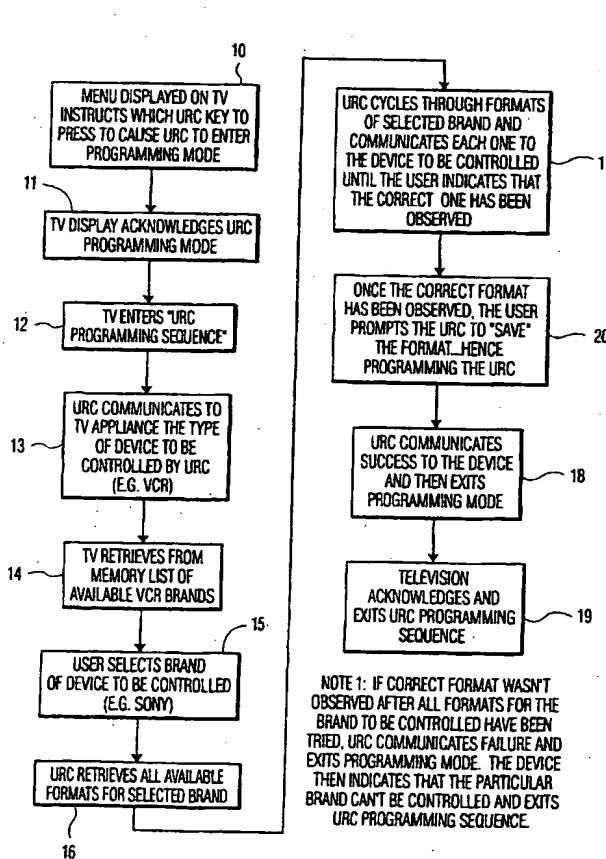 10
MENU DISPLAYED ON TV
INSTRUCTS WHICH URC KEY TO
PRESS TO CAUSE URC TO ENTER
PROGRAMMING MODE
11
TV DISPLAY ACKNOWLEDGES URC
PROGRAMMING MODE
12
TV ENTERS "URC
PROGRAMMING SEQUENCE"
13
URC COMMUNICATES TO
TV APPLIANCE THE TYPE
OF DEVICE TO BE
CONTROLLED BY URC
(E.G. VCR)
14
TV RETRIEVES FROM
MEMORY LIST OF
AVAILABLE VCR BRANDS
15
USER SELECTS BRAND
OF DEVICE TO BE CONTROLLED
(E.G. SONY)
URC RETRIEVES ALL AVAILABLE
FORMATS FOR SELECTED BRAND
16
URC CYCLES THROUGH FORMATS
OF SELECTED BRAND AND
COMMUNICATES EACH ONE TO
THE DEVICE TO BE CONTROLLED
UNTIL THE USER INDICATES THAT
THE CORRECT ONE HAS BEEN
OBSERVED
1
ONCE THE CORRECT FORMAT
HAS BEEN OBSERVED, THE USER
PROMPTS THE URC TO "SAVE"
THE FORMAT...HENCE
PROGRAMMING THE URC
20
URC COMMUNICATES
SUCCESS TO THE DEVICE
AND THEN EXITS
PROGRAMMING MODE
18
TELEVISION
ACKNOWLEDGES AND
EXITS URC PROGRAMMING
SEQUENCE
19
NOTE 1: IF CORRECT FORMAT WASN'T
OBSERVED AFTER ALL FORMATS FOR THE
BRAND TO BE CONTROLLED HAVE BEEN
TRIED, URC COMMUNICATES FAILURE AND
EXITS PROGRAMMING MODE. THE DEVICE
THEN INDICATES THAT THE PARTICULAR
BRAND CAN'T BE CONTROLLED AND EXITS
URC PROGRAMMING SEQUENCE.